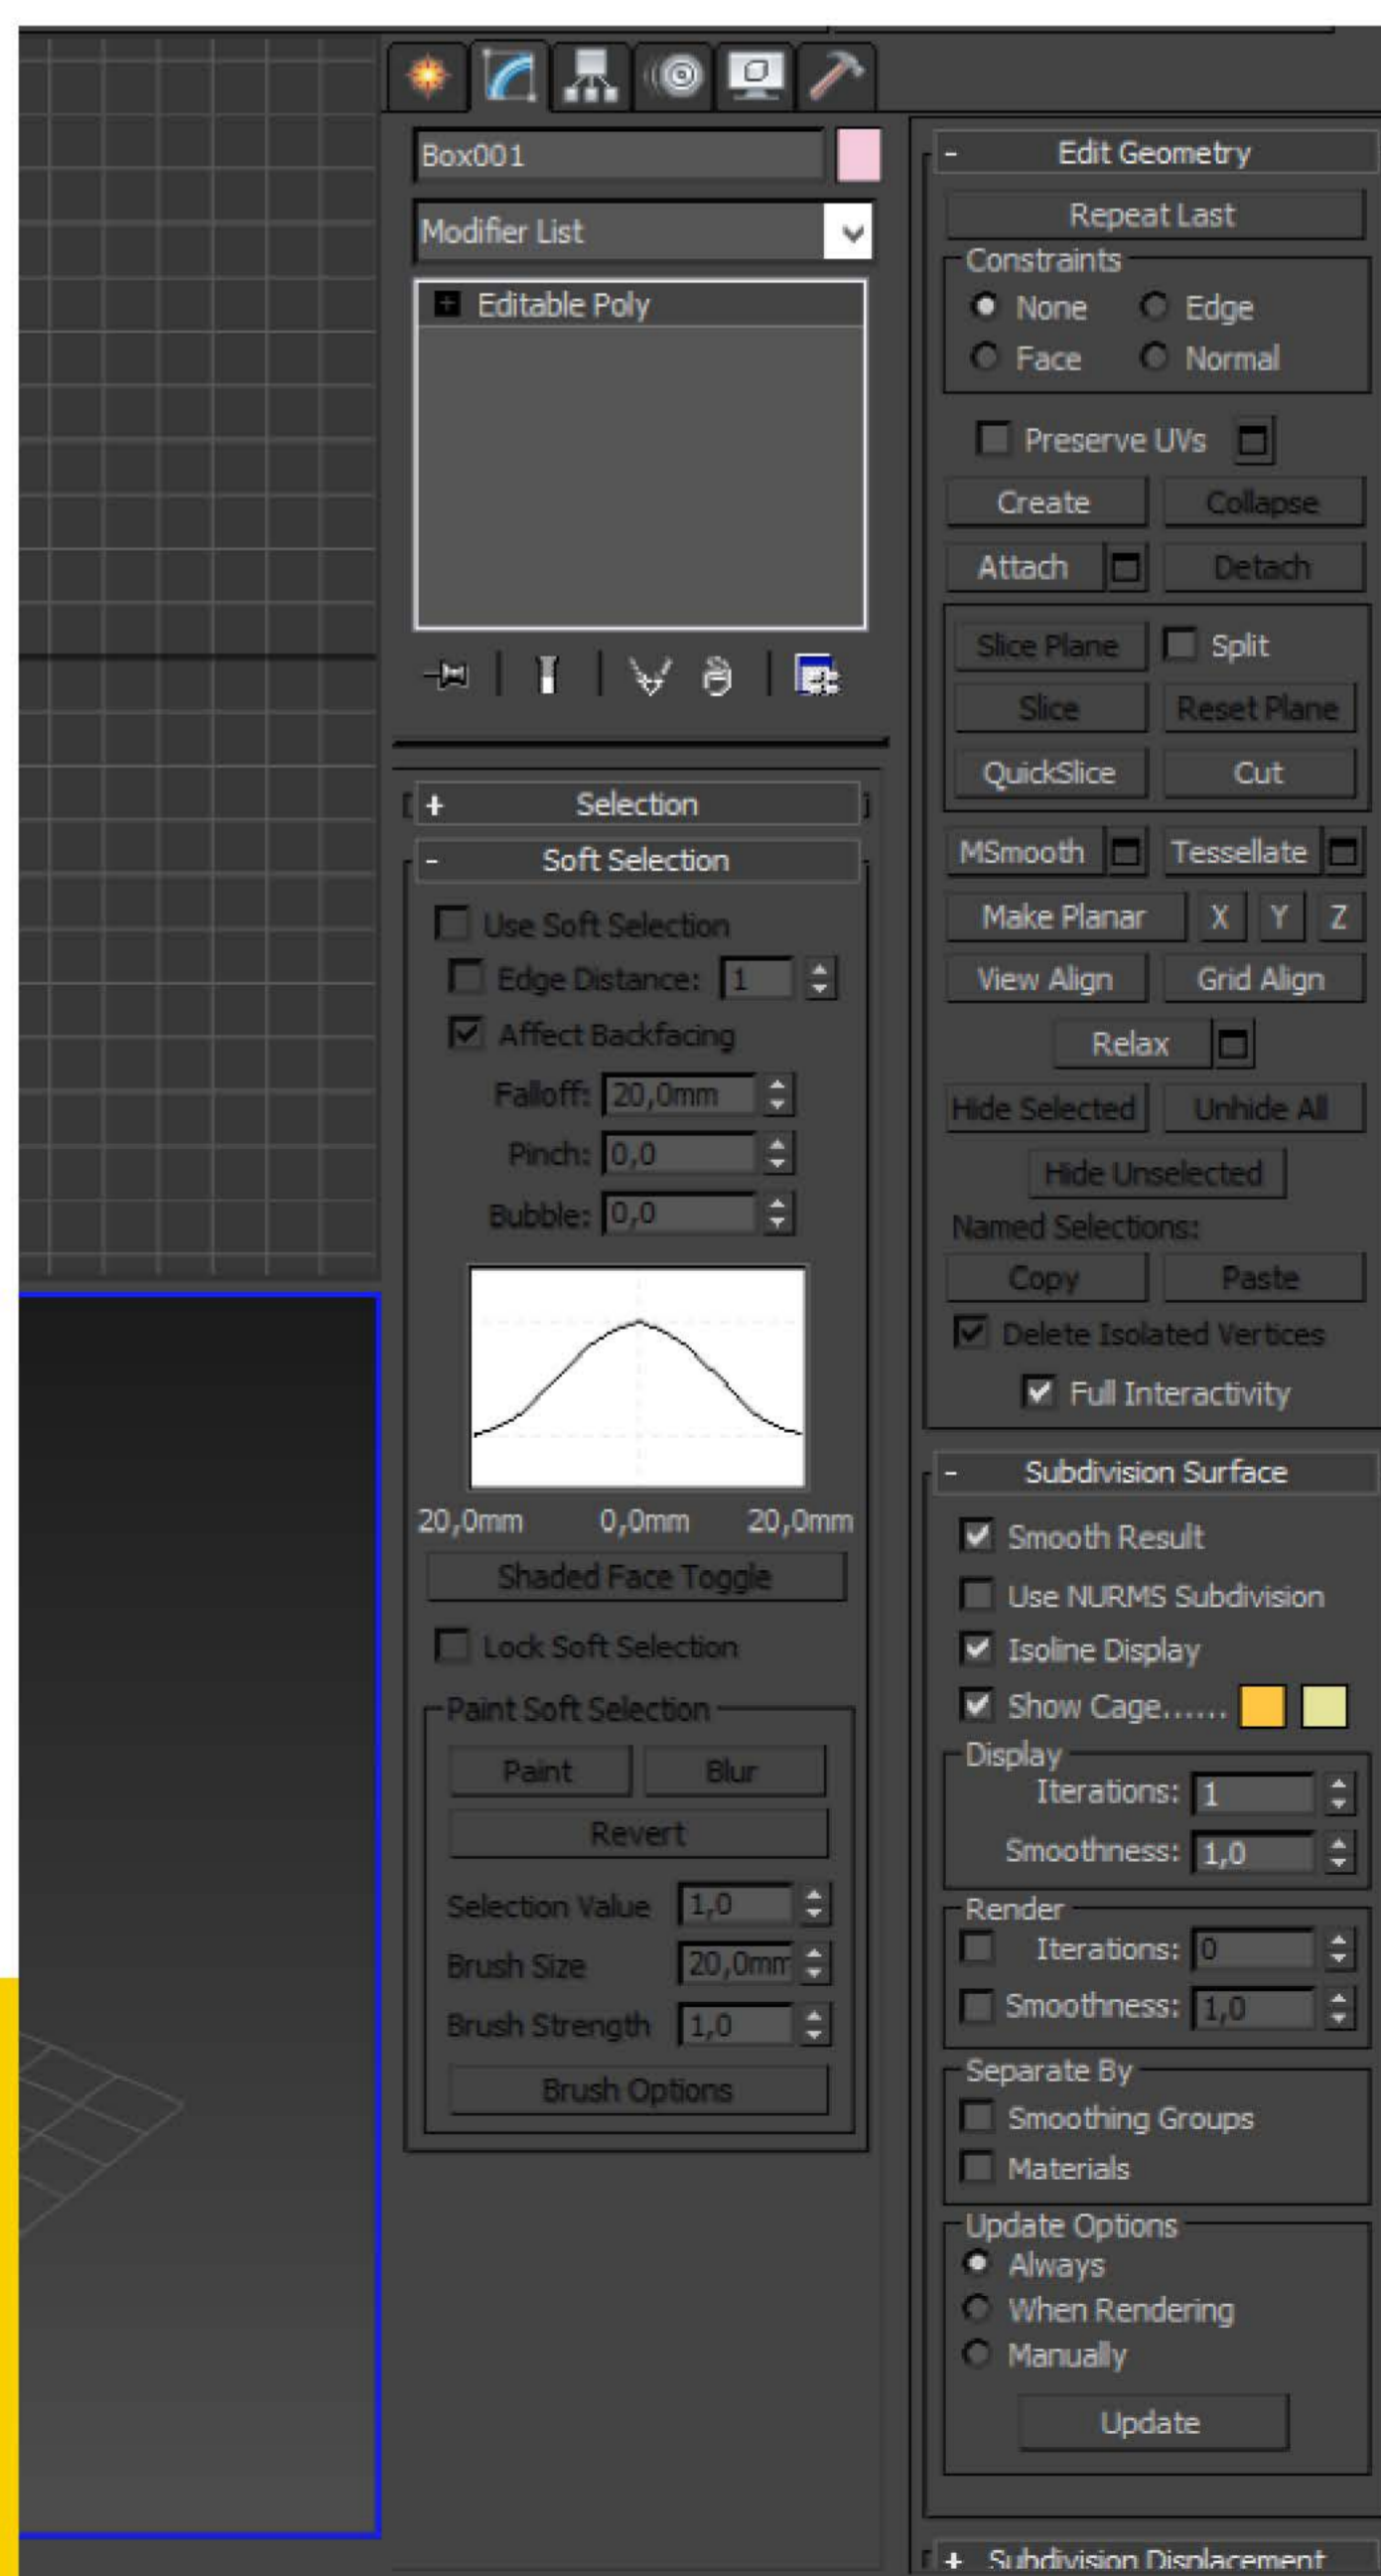 Box001
Modifier List
Editable Poly
Selection
Soft Selection
Use Soft Selection
Edge Distance: 1
Affect Backfacing
Falloff: 20,0mm
Pinch: 0,0
Bubble: 0,0
20,0mm 0,0mm 20,0mm
Shaded Face Toggle
Lock Soft Selection
Paint Soft Selection
Paint Blur
Revert
Selection Value 1,0
Brush Size 20,0mm
Brush Strength 1,0
Brush Options
Edit Geometry
Repeat Last
Constraints
None Edge
Face Normal
Preserve UVs
Create Collapse
Attach Detach
Slice Plane Split
Slice Reset Plane
QuickSlice Cut
MSmooth Tessellate
Make Planar X Y Z
View Align Grid Align
Relax
Hide Selected Unhide All
Hide Unselected
Named Selections:
Copy Paste
Delete Isolated Vertices
Full Interactivity
Subdivision Surface
Smooth Result
Use NURMS Subdivision
Isoline Display
Show Cage......
Display
Iterations: 1
Smoothness: 1,0
Render
Iterations: 0
Smoothness: 1,0
Separate By
Smoothing Groups
Materials
Update Options
Always
When Rendering
Manually
Update
Subdivision Displacement